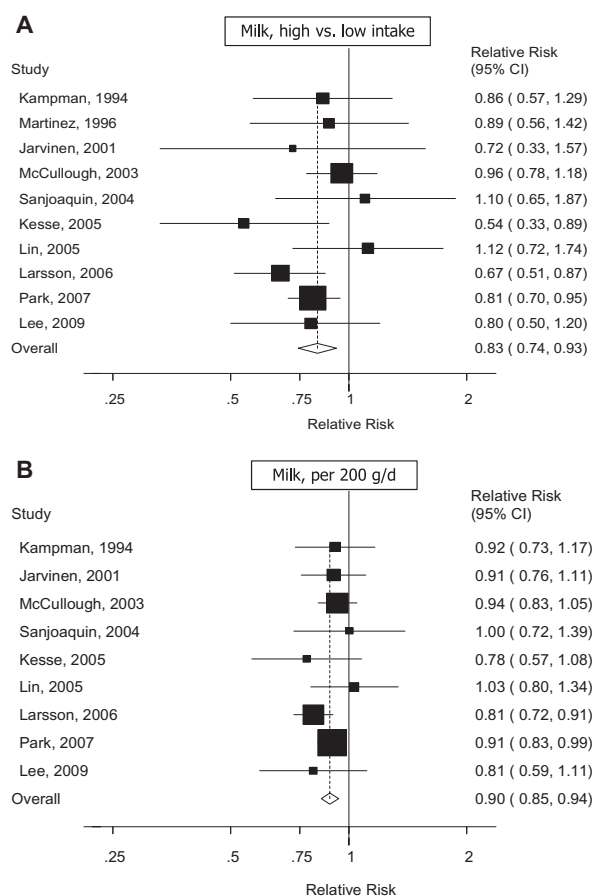 A
Milk, high vs. low intake
Relative Risk
Study (95% CI)
Kampman, 1994 0.86 ( 0.57, 1.29)
Martinez, 1996 0.89 ( 0.56, 1.42)
Jarvinen, 2001 0.72 ( 0.33, 1.57)
McCullough, 2003 0.96 ( 0.78, 1.18)
Sanjoaquin, 2004 1.10 ( 0.65, 1.87)
Kesse, 2005 0.54 ( 0.33, 0.89)
Lin, 2005 1.12 ( 0.72, 1.74)
Larsson, 2006 0.67 ( 0.51, 0.87)
Park, 2007 0.81 ( 0.70, 0.95)
Lee, 2009 0.80 ( 0.50, 1.20)
Overall 0.83 ( 0.74, 0.93)
.25 .5 .75 1 2
Relative Risk
B
Milk, per 200 g/d
Relative Risk
Study (95% CI)
Kampman, 1994 0.92 ( 0.73, 1.17)
Jarvinen, 2001 0.91 ( 0.76, 1.11)
McCullough, 2003 0.94 ( 0.83, 1.05)
Sanjoaquin, 2004 1.00 ( 0.72, 1.39)
Kesse, 2005 0.78 ( 0.57, 1.08)
Lin, 2005 1.03 ( 0.80, 1.34)
Larsson, 2006 0.81 ( 0.72, 0.91)
Park, 2007 0.91 ( 0.83, 0.99)
Lee, 2009 0.81 ( 0.59, 1.11)
Overall 0.90 ( 0.85, 0.94)
.25 .5 .75 1 2
Relative Risk